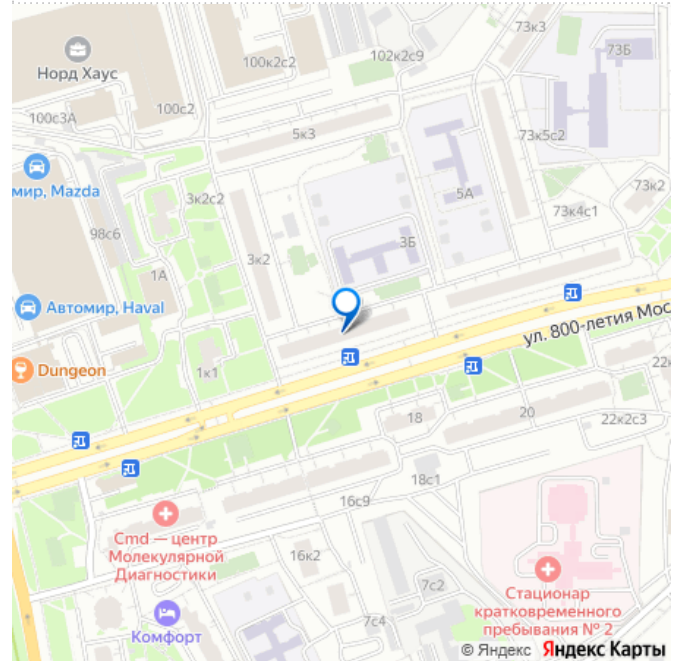 73к3
73Б
Норд Хаус
100к2с2
102к2с9
100с3А
100с2
5к3
73к5с2
мир, Mazda
3к2с2
5А
73к2
73к4с1
98с6
1А
3к2
3Б
Автомир, Haval
ул. 800-летия Мос
Dungeon
1к1
22к
18
20
22к2с3
18с1
16с9
Cmd — центр
Молекулярной
Диагностики
16к2
7с2
7с4
Стационар
кратковременного
пребывания № 2
Комфорт
© Яндекс Яндекс Карты